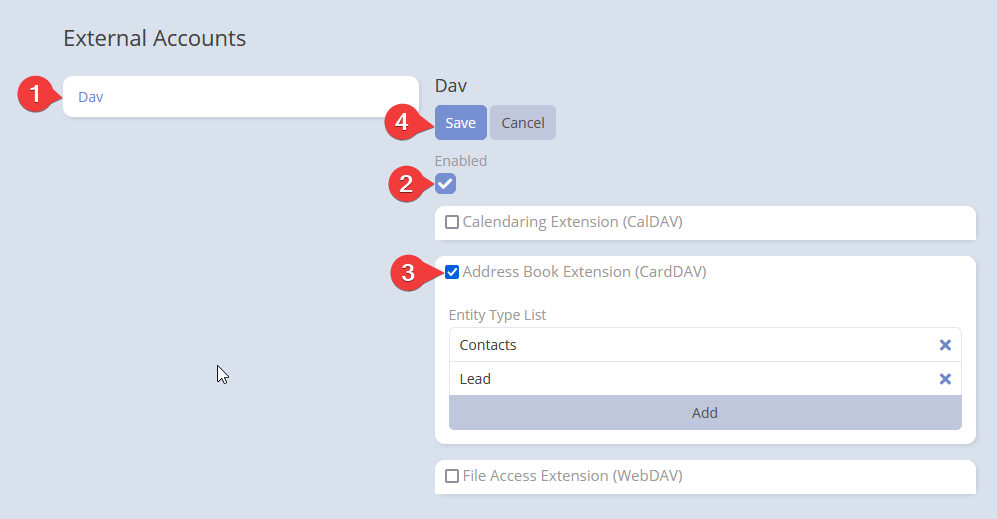 External Accounts
1
Dav
Dav
4
Save
Cancel
Enabled
2
Calendaring Extension (CalDAV)
3
Address Book Extension (CardDAV)
Entity Type List
Contacts
Lead
Add
File Access Extension (WebDAV)